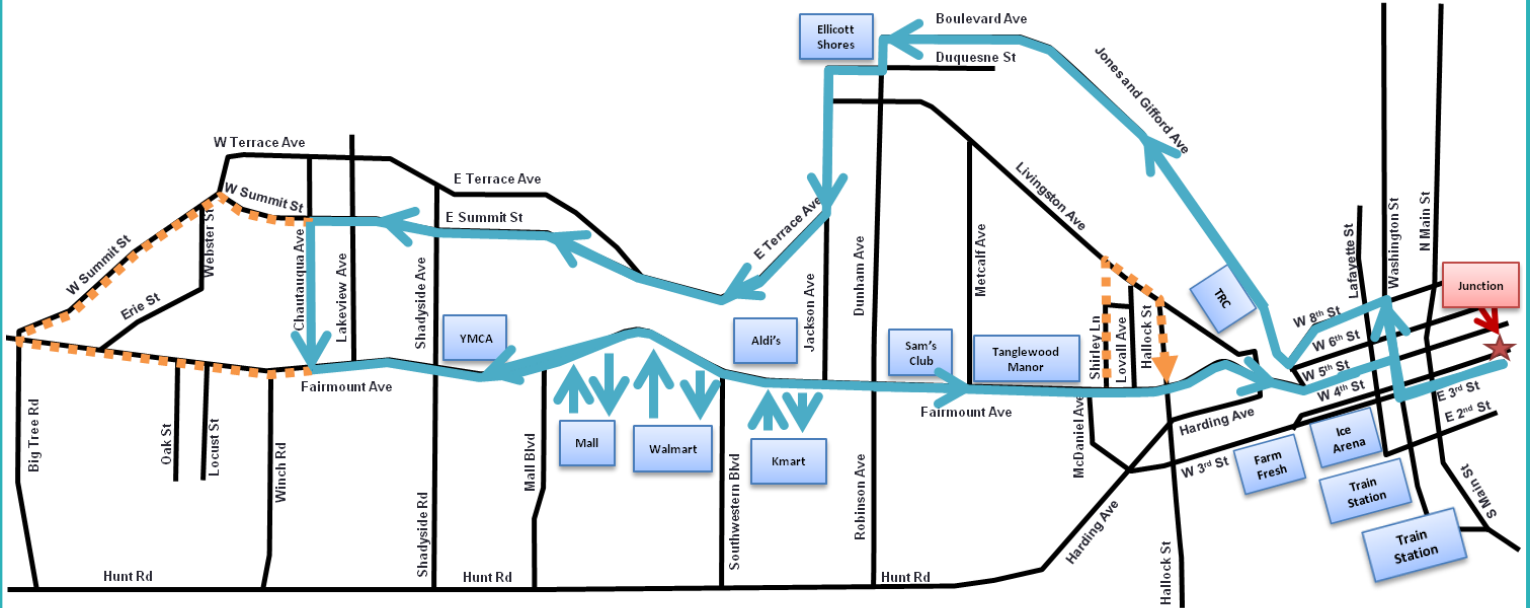 Boulevard Ave
Ellicott
Shores
Duquesne St
Jones and Gifford Ave
W Terrace Ave
E Terrace Ave
W Summit St
E Summit St
E Terrace Ave
Livingston Ave
W Summit St
Webster St
Erie St
Chautauqua Ave
Lakeview Ave
Shadyside Ave
Jackson Ave
Dunham Ave
Metcalf Ave
Shirley Ln
Lovall Ave
Hallock St
TRC
Lafayette St
Washington St
N Main St
Junction
W 8th St
W 6th St
W 5th St
W 4th St
E 3rd St
E 2nd St
YMCA
Aldi's
Sam's
Club
Tanglewood
Manor
Fairmount Ave
Fairmount Ave
Big Tree Rd
Oak St
Locust St
Winch Rd
Shadyside Rd
Mall Blvd
Mall
Walmart
Southwestern Blvd
Kmart
Robinson Ave
McDaniel Ave
Harding Ave
W 3rd St
Farm
Fresh
Ice
Arena
Train
Station
Train
Station
S Main St
Harding Ave
Hallock St
Hunt Rd
Hunt Rd
Hunt Rd